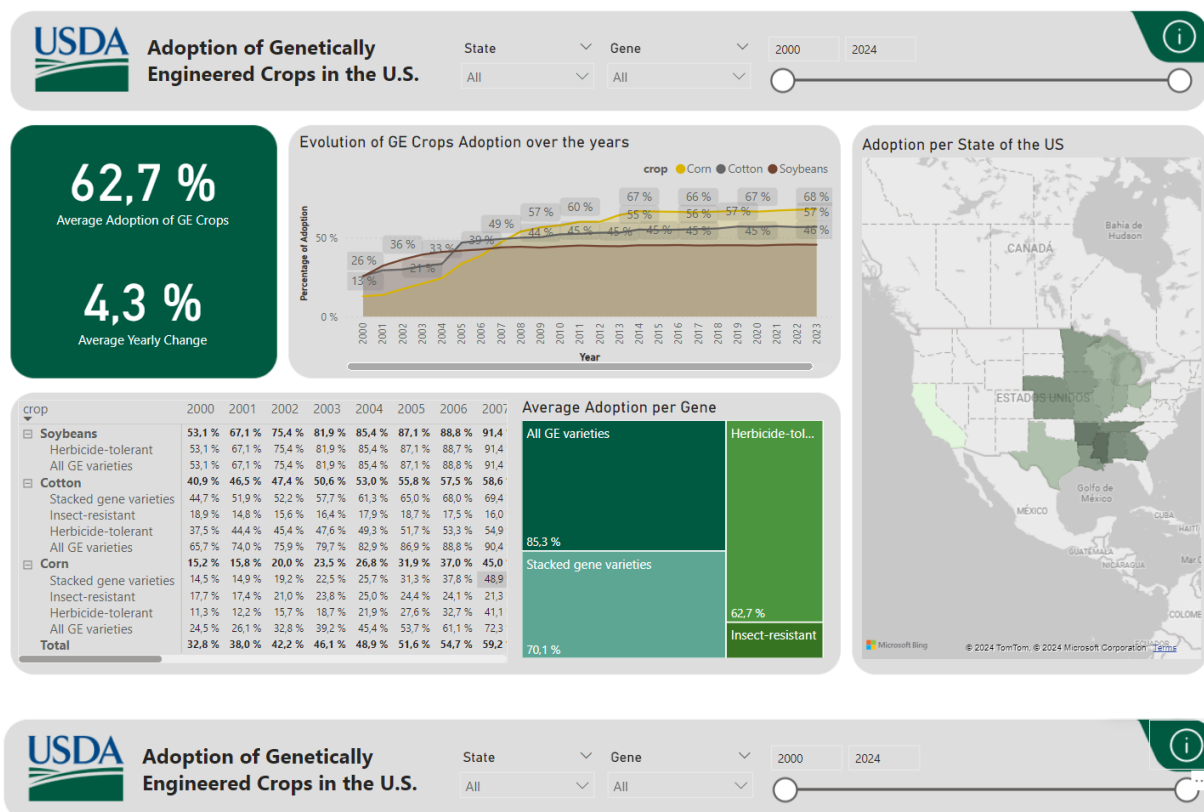 USDA
Adoption of Genetically
Engineered Crops in the U.S.
State
All
Gene
All
2000
2024
i
62,7 %
Average Adoption of GE Crops
4,3 %
Average Yearly Change
Evolution of GE Crops Adoption over the years
crop Corn Cotton Soybeans
Percentage of Adoption
50 %
0 %
26 %
13 %
36 %
21 %
33 %
39 %
49 %
57 %
44 %
60 %
45 %
67 %
55 %
45 %
45 %
66 %
56 %
45 %
57 %
67 %
45 %
68 %
57 %
46 %
2000 2001 2002 2003 2004 2005 2006 2007 2008 2009 2010 2011 2012 2013 2014 2015 2016 2017 2018 2019 2020 2021 2022 2023
Year
Adoption per State of the US
CANADÁ
Bahía de
Hudson
ESTADOS UNIDOS
Golfo de
México
MÉXICO
CUBA
HAITÍ
GUATEMALA
NICARAGUA
Mar C
COLOME
ECUADOR
Microsoft Bing
© 2024 TomTom, © 2024 Microsoft Corporation Terms
crop 2000 2001 2002 2003 2004 2005 2006 2007
Soybeans 53,1 % 67,1 % 75,4 % 81,9 % 85,4 % 87,1 % 88,8 % 91,4
Herbicide-tolerant 53,1 % 67,1 % 75,4 % 81,9 % 85,4 % 87,1 % 88,7 % 91,4
All GE varieties 53,1 % 67,1 % 75,4 % 81,9 % 85,4 % 87,1 % 88,8 % 91,4
Cotton 40,9 % 46,5 % 47,4 % 50,6 % 53,0 % 55,8 % 57,5 % 58,6
Stacked gene varieties 44,7 % 51,9 % 52,2 % 57,7 % 61,3 % 65,0 % 68,0 % 69,4
Insect-resistant 18,9 % 14,8 % 15,6 % 16,4 % 17,9 % 18,7 % 17,5 % 16,0
Herbicide-tolerant 37,5 % 44,4 % 45,4 % 47,6 % 49,3 % 51,7 % 53,3 % 54,9
All GE varieties 65,7 % 74,0 % 75,9 % 79,7 % 82,9 % 86,9 % 88,8 % 90,4
Corn 15,2 % 15,8 % 20,0 % 23,5 % 26,8 % 31,9 % 37,0 % 45,0
Stacked gene varieties 14,5 % 14,9 % 19,2 % 22,5 % 25,7 % 31,3 % 37,8 % 48,9
Insect-resistant 17,7 % 17,4 % 21,0 % 23,8 % 25,0 % 24,4 % 24,1 % 21,3
Herbicide-tolerant 11,3 % 12,2 % 15,7 % 18,7 % 21,9 % 27,6 % 32,7 % 41,1
All GE varieties 24,5 % 26,1 % 32,8 % 39,2 % 45,4 % 53,7 % 61,1 % 72,3
Total 32,8 % 38,0 % 42,2 % 46,1 % 48,9 % 51,6 % 54,7 % 59,2
Average Adoption per Gene
All GE varieties
85,3 %
Stacked gene varieties
70,1 %
Herbicide-tol...
62,7 %
Insect-resistant
USDA
Adoption of Genetically
Engineered Crops in the U.S.
State
All
Gene
All
2000
2024
i